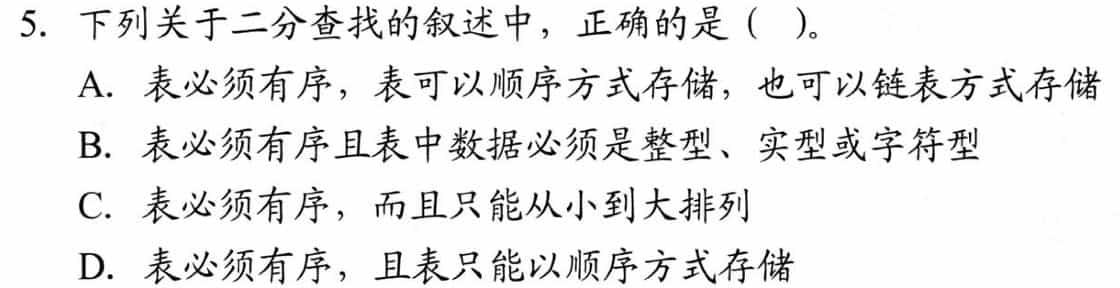 5. 下列关于二分查找的叙述中，正确的是（ ）。
A. 表必须有序，表可以顺序方式存储，也可以链表方式存储
B. 表必须有序且表中数据必须是整型、实型或字符型
C. 表必须有序，而且只能从小到大排列
D. 表必须有序，且表只能以顺序方式存储